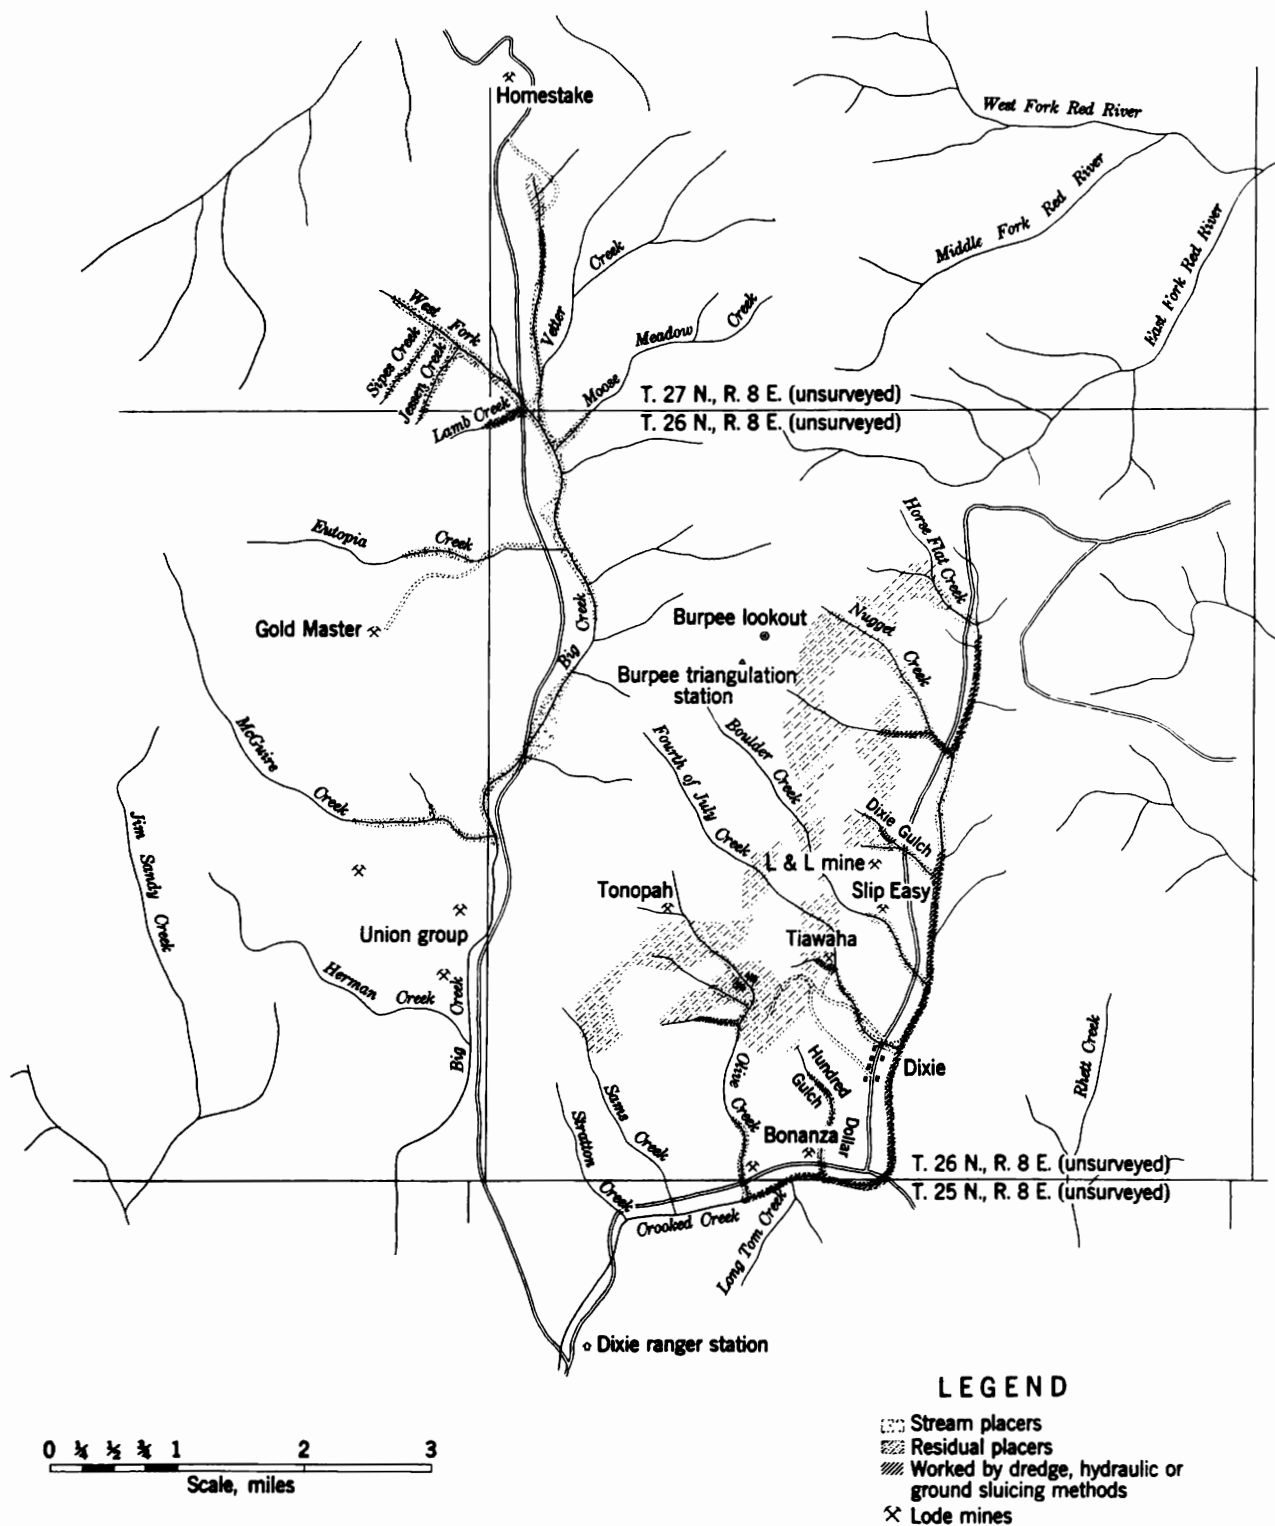 Homestake
West Fork Red River
Middle Fork Red River
East Fork Red River
West Fork
Sipes Creek
Jessen Creek
Lamb Creek
Vetter Creek
Moose Meadow Creek
T. 27 N., R. 8 E. (unsurveyed)
T. 26 N., R. 8 E. (unsurveyed)
Eutopia Creek
Horse Flat Creek
Gold Master
Big Creek
Burpee lookout
Nugget Creek
Burpee triangulation
station
McGuire Creek
Boulder Creek
Fourth of July Creek
Jim Sandy Creek
Dixie Gulch
L & L mine
Slip Easy
Tonopah
Union group
Tiawaha
Herman Creek
Big Creek
Olive Creek
Hundred
Gulch
Dollar
Dixie
Rhett Creek
Sams Creek
Stratton Creek
Bonanza
T. 26 N., R. 8 E. (unsurveyed)
T. 25 N., R. 8 E. (unsurveyed)
Crooked Creek
Long Tom Creek
Dixie ranger station
LEGEND
Stream placers
Residual placers
Worked by dredge, hydraulic or
ground sluicing methods
Lode mines
0 ¼ ½ ¾ 1 2 3
Scale, miles